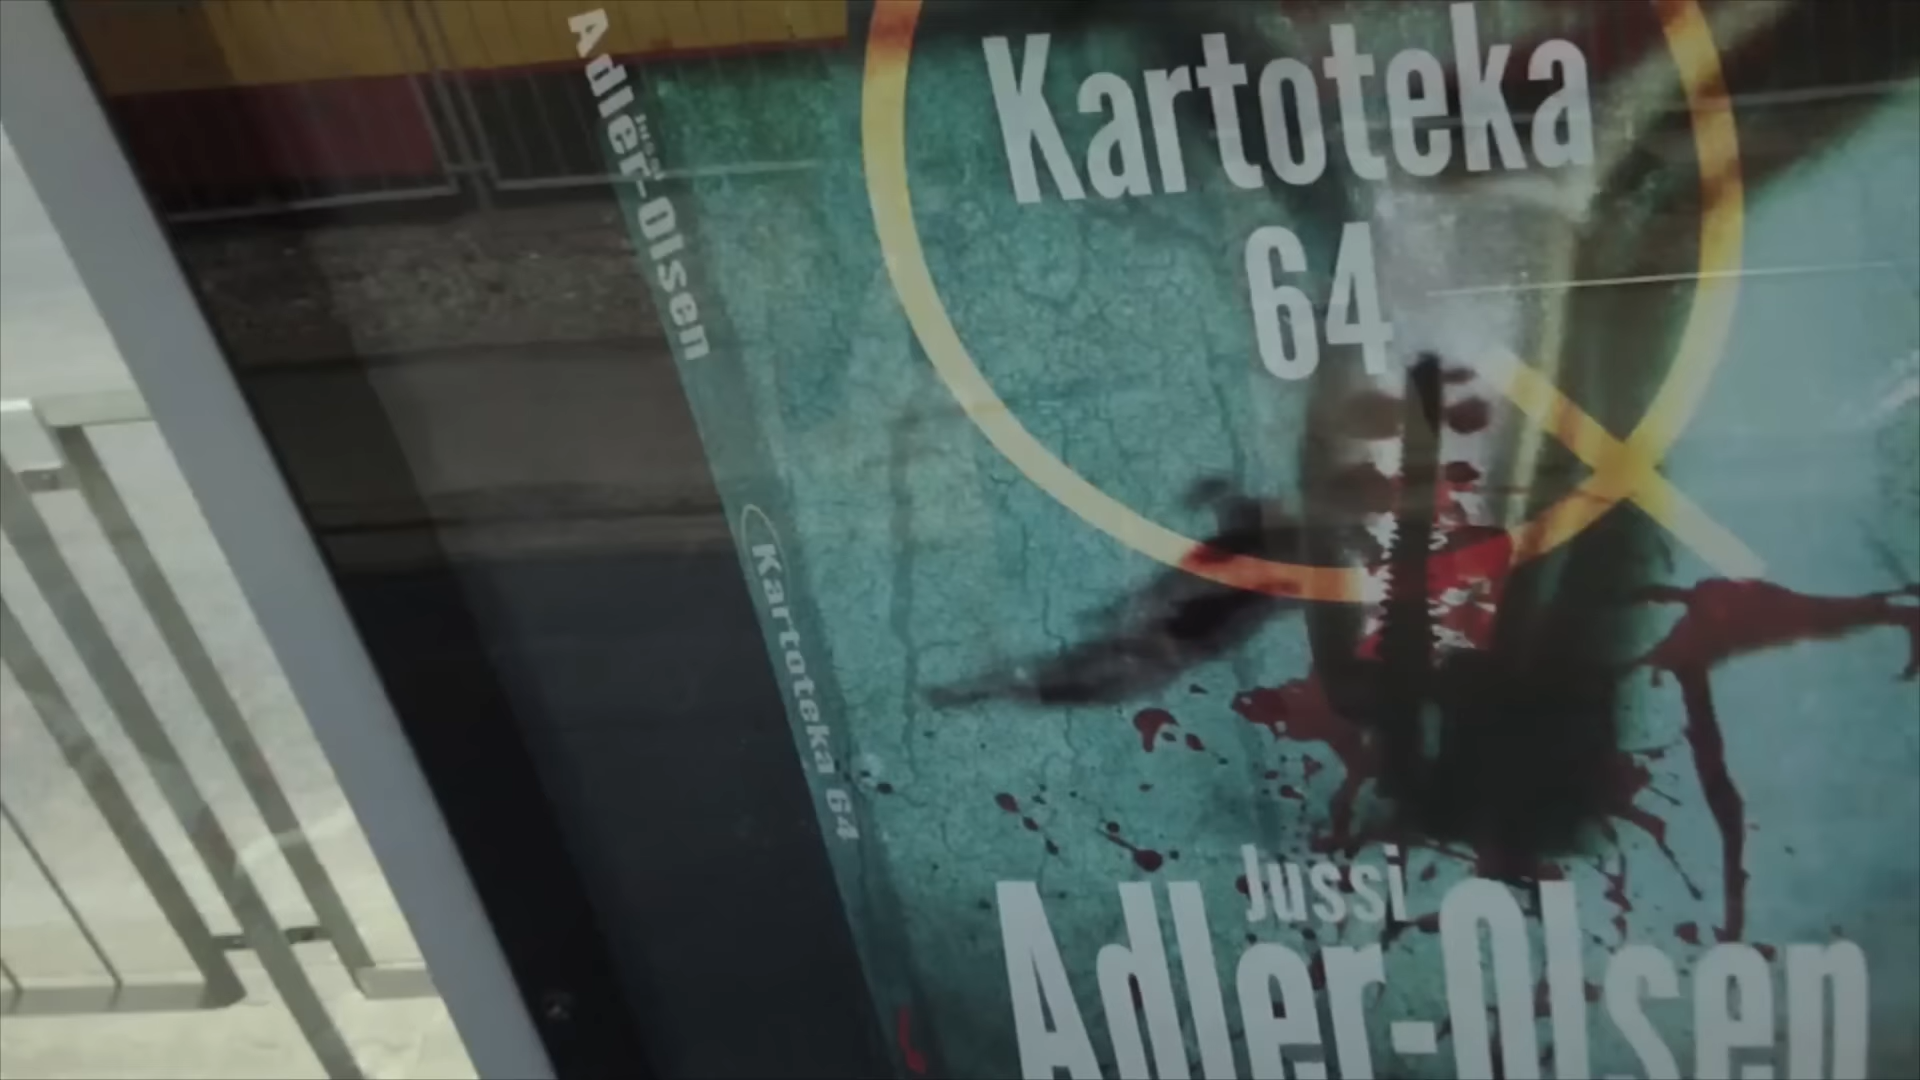 Kartoteka
64
Jussi
Adler-Olsen
Jussi
Adler-Olsen
Kartoteka 64